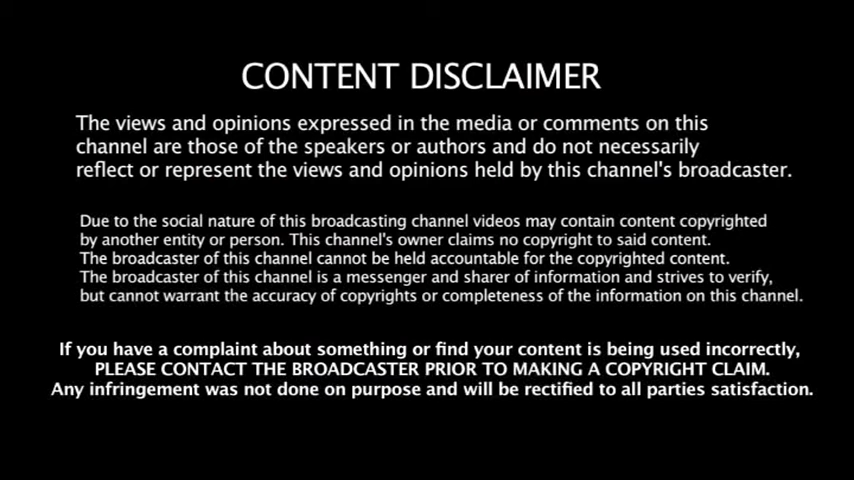 CONTENT DISCLAIMER
The views and opinions expressed in the media or comments on this
channel are those of the speakers or authors and do not necessarily
reflect or represent the views and opinions held by this channel's broadcaster.
Due to the social nature of this broadcasting channel videos may contain content copyrighted
by another entity or person. This channel's owner claims no copyright to said content.
The broadcaster of this channel cannot be held accountable for the copyrighted content.
The broadcaster of this channel is a messenger and sharer of information and strives to verify,
but cannot warrant the accuracy of copyrights or completeness of the information on this channel.
If you have a complaint about something or find your content is being used incorrectly,
PLEASE CONTACT THE BROADCASTER PRIOR TO MAKING A COPYRIGHT CLAIM.
Any infringement was not done on purpose and will be rectified to all parties satisfaction.